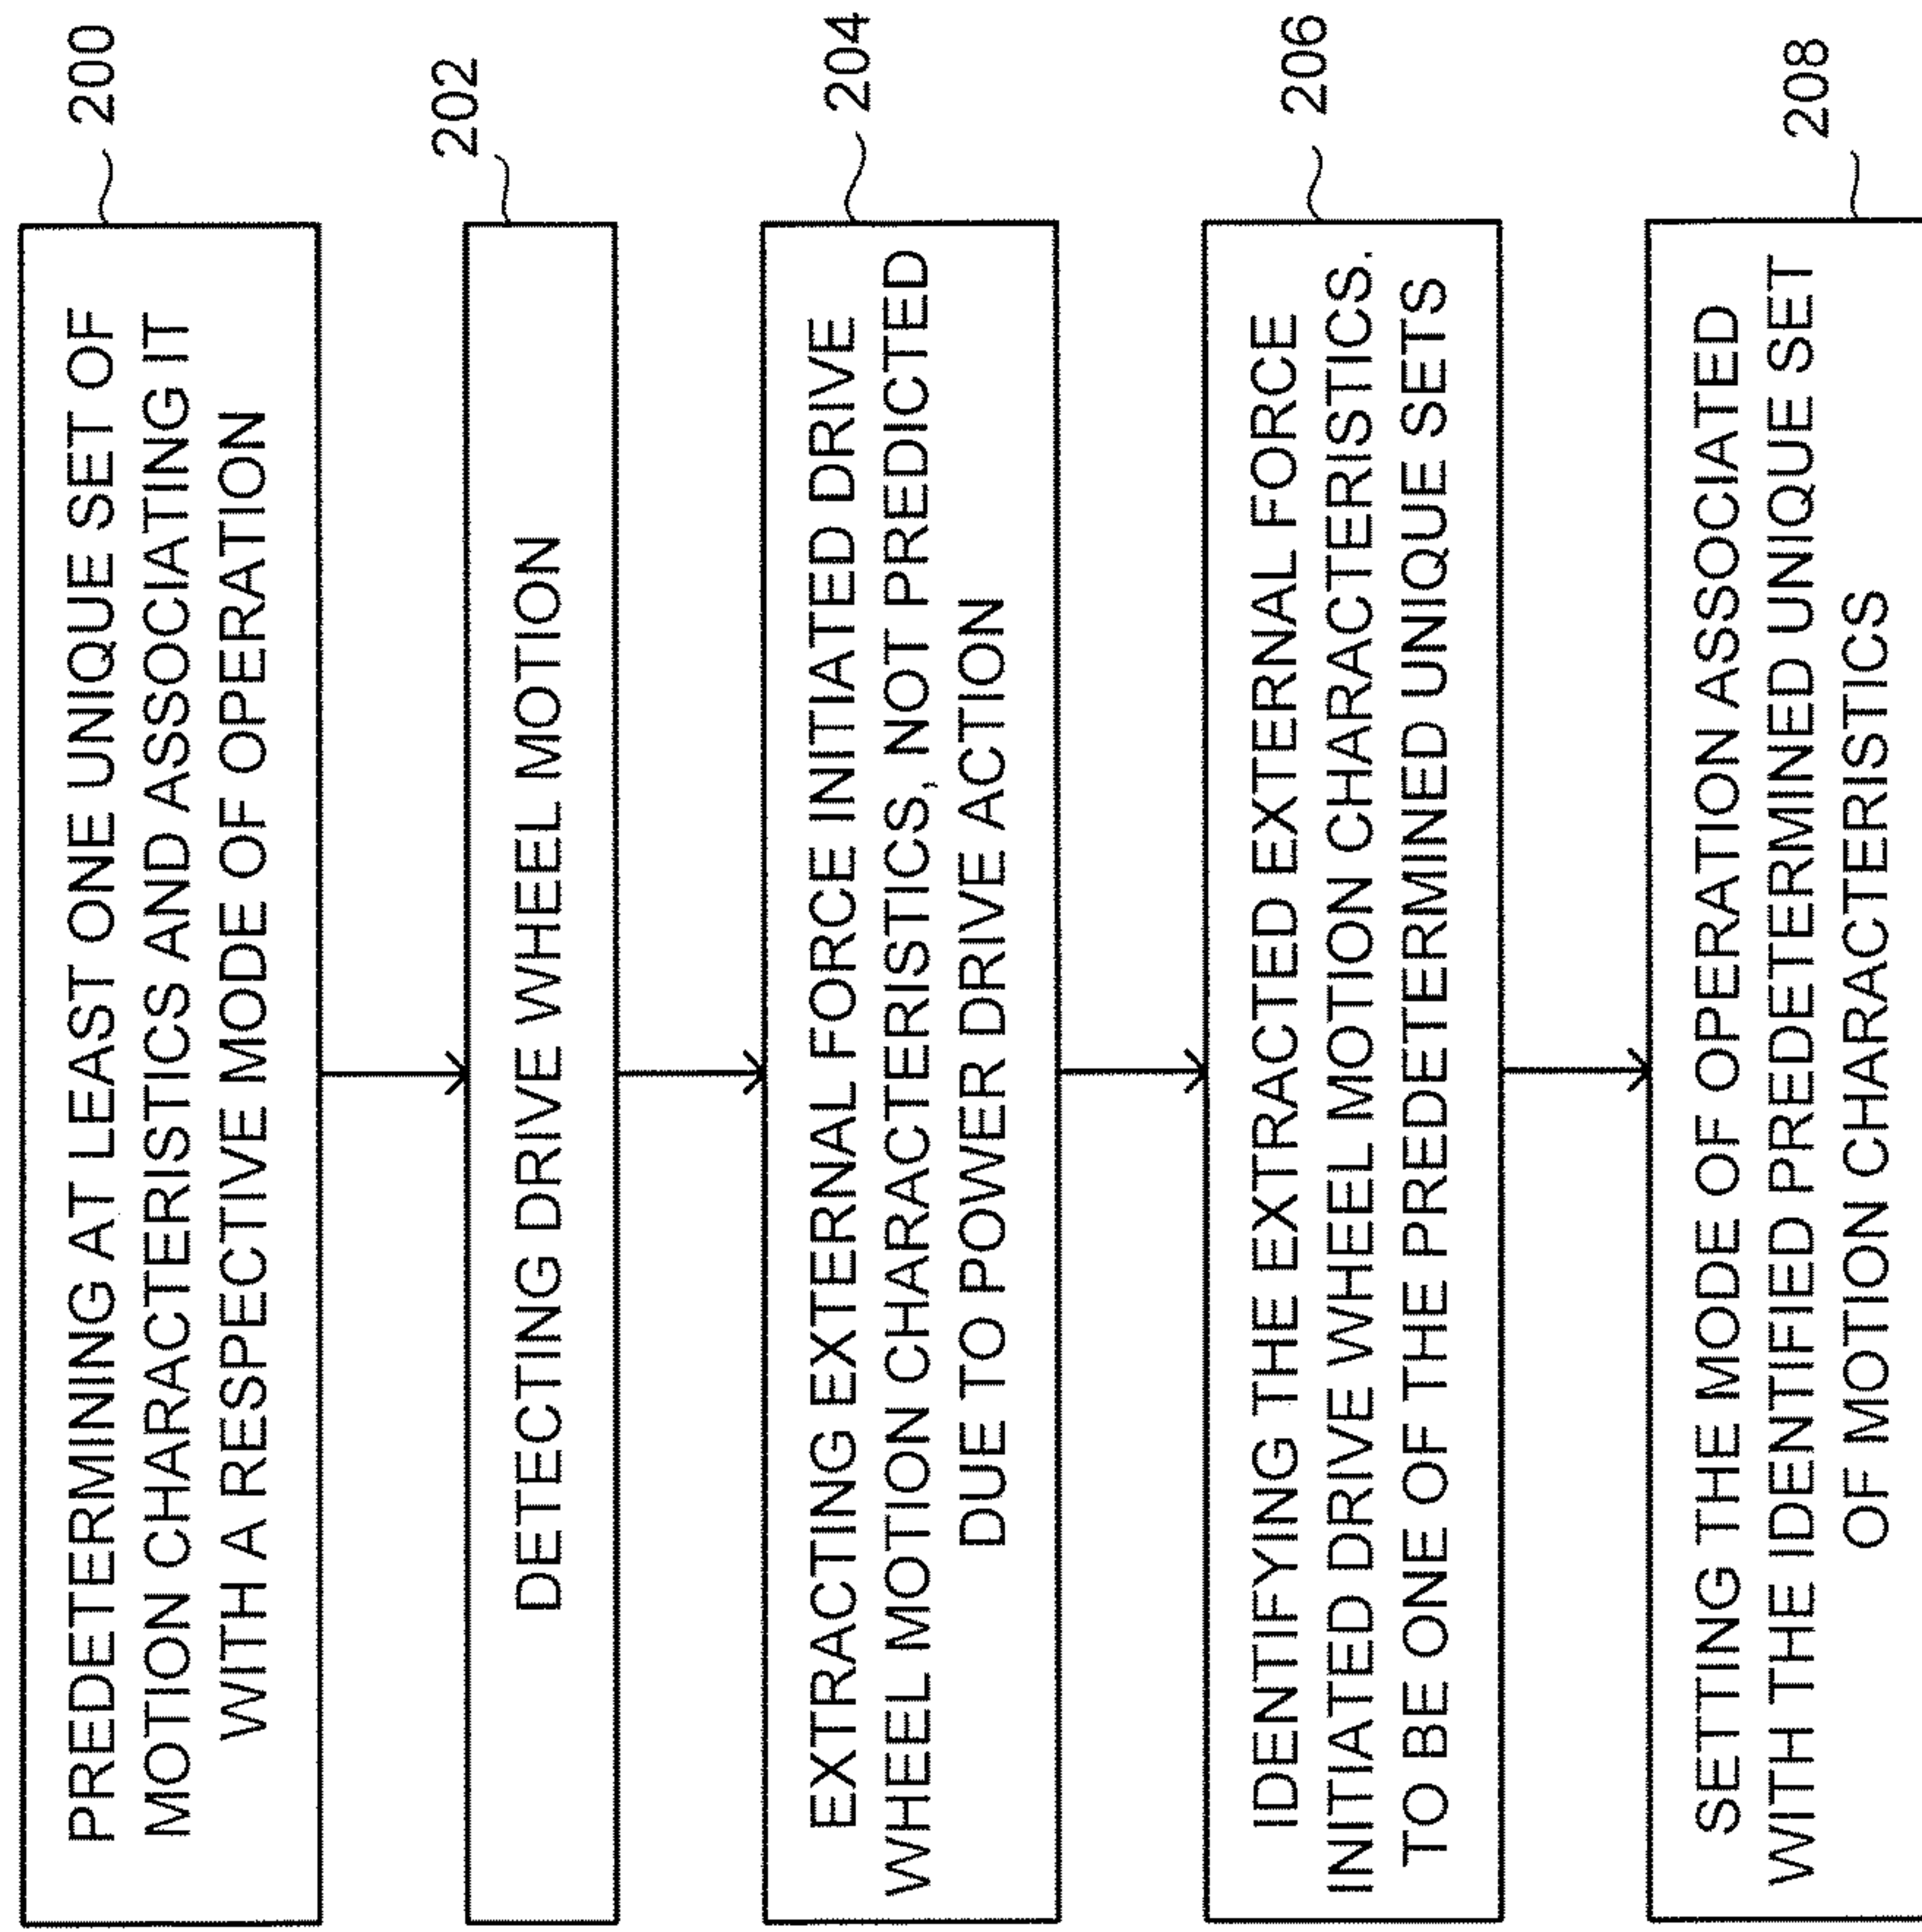 200
PREDETERMINING AT LEAST ONE UNIQUE SET OF
MOTION CHARACTERISTICS AND ASSOCIATING IT
WITH A RESPECTIVE MODE OF OPERATION
202
DETECTING DRIVE WHEEL MOTION
204
EXTRACTING EXTERNAL FORCE INITIATED DRIVE
WHEEL MOTION CHARACTERISTICS, NOT PREDICTED
DUE TO POWER DRIVE ACTION
206
IDENTIFYING THE EXTRACTED EXTERNAL FORCE
INITIATED DRIVE WHEEL MOTION CHARACTERISTICS.
TO BE ONE OF THE PREDETERMINED UNIQUE SETS
208
SETTING THE MODE OF OPERATION ASSOCIATED
WITH THE IDENTIFIED PREDETERMINED UNIQUE SET
OF MOTION CHARACTERISTICS